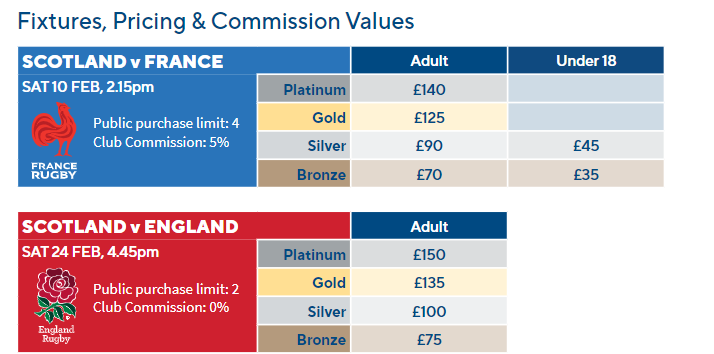 Fixtures, Pricing & Commission Values
SCOTLAND v FRANCE Adult Under 18
SAT 10 FEB, 2.15pm
Platinum £140
Public purchase limit: 4
Club Commission: 5%
Gold £125
Silver £90 £45
Bronze £70 £35
FRANCE
RUGBY
SCOTLAND v ENGLAND Adult
SAT 24 FEB, 4.45pm
Platinum £150
Public purchase limit: 2
Club Commission: 0%
Gold £135
Silver £100
Bronze £75
England
Rugby